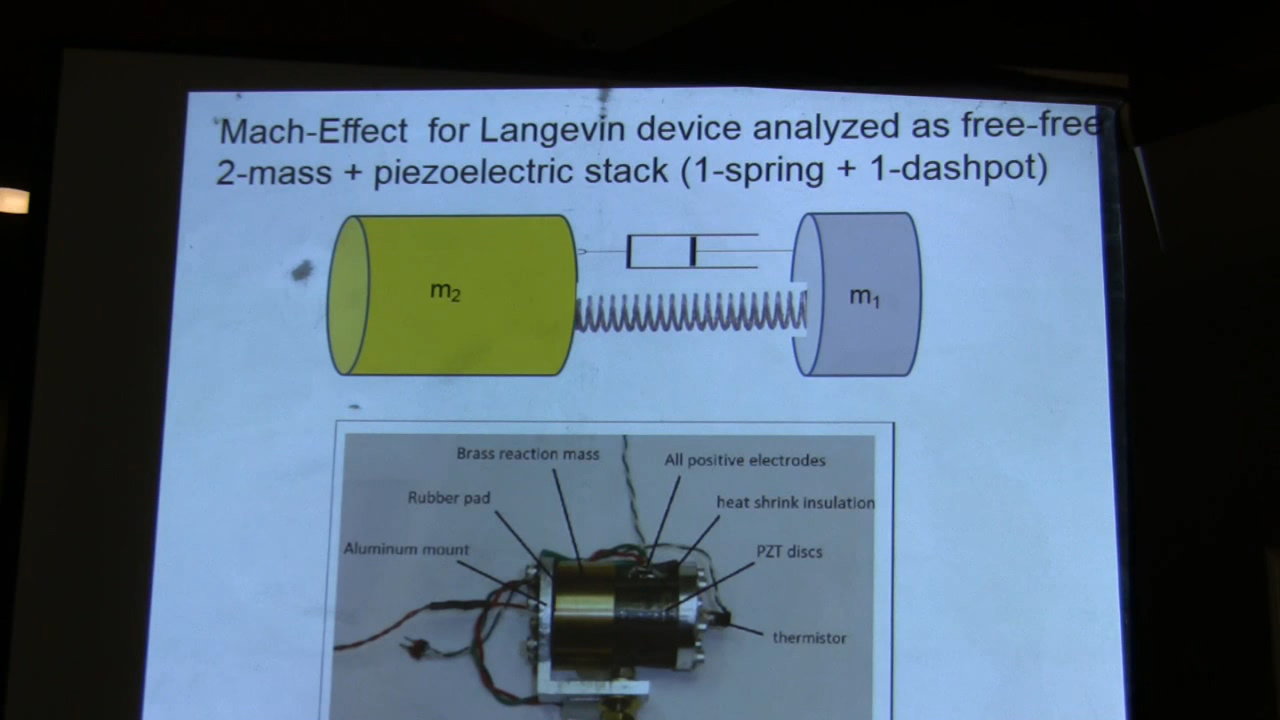 Mach-Effect for Langevin device analyzed as free-free
2-mass + piezoelectric stack (1-spring + 1-dashpot)
m₂
m₁
Brass reaction mass
All positive electrodes
Rubber pad
heat shrink insulation
Aluminum mount
PZT discs
thermistor